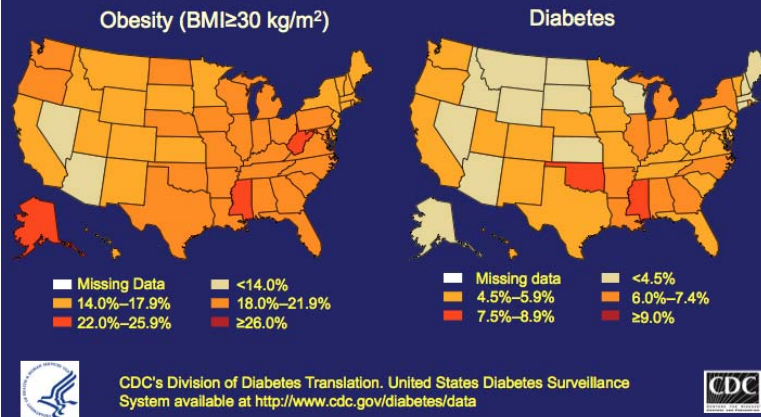 Obesity (BMI≥30 kg/m²)
Diabetes
Missing Data
<14.0%
14.0%–17.9%
18.0%–21.9%
22.0%–25.9%
≥26.0%
Missing data
<4.5%
4.5%–5.9%
6.0%–7.4%
7.5%–8.9%
≥9.0%
CDC's Division of Diabetes Translation. United States Diabetes Surveillance
System available at http://www.cdc.gov/diabetes/data
CDC